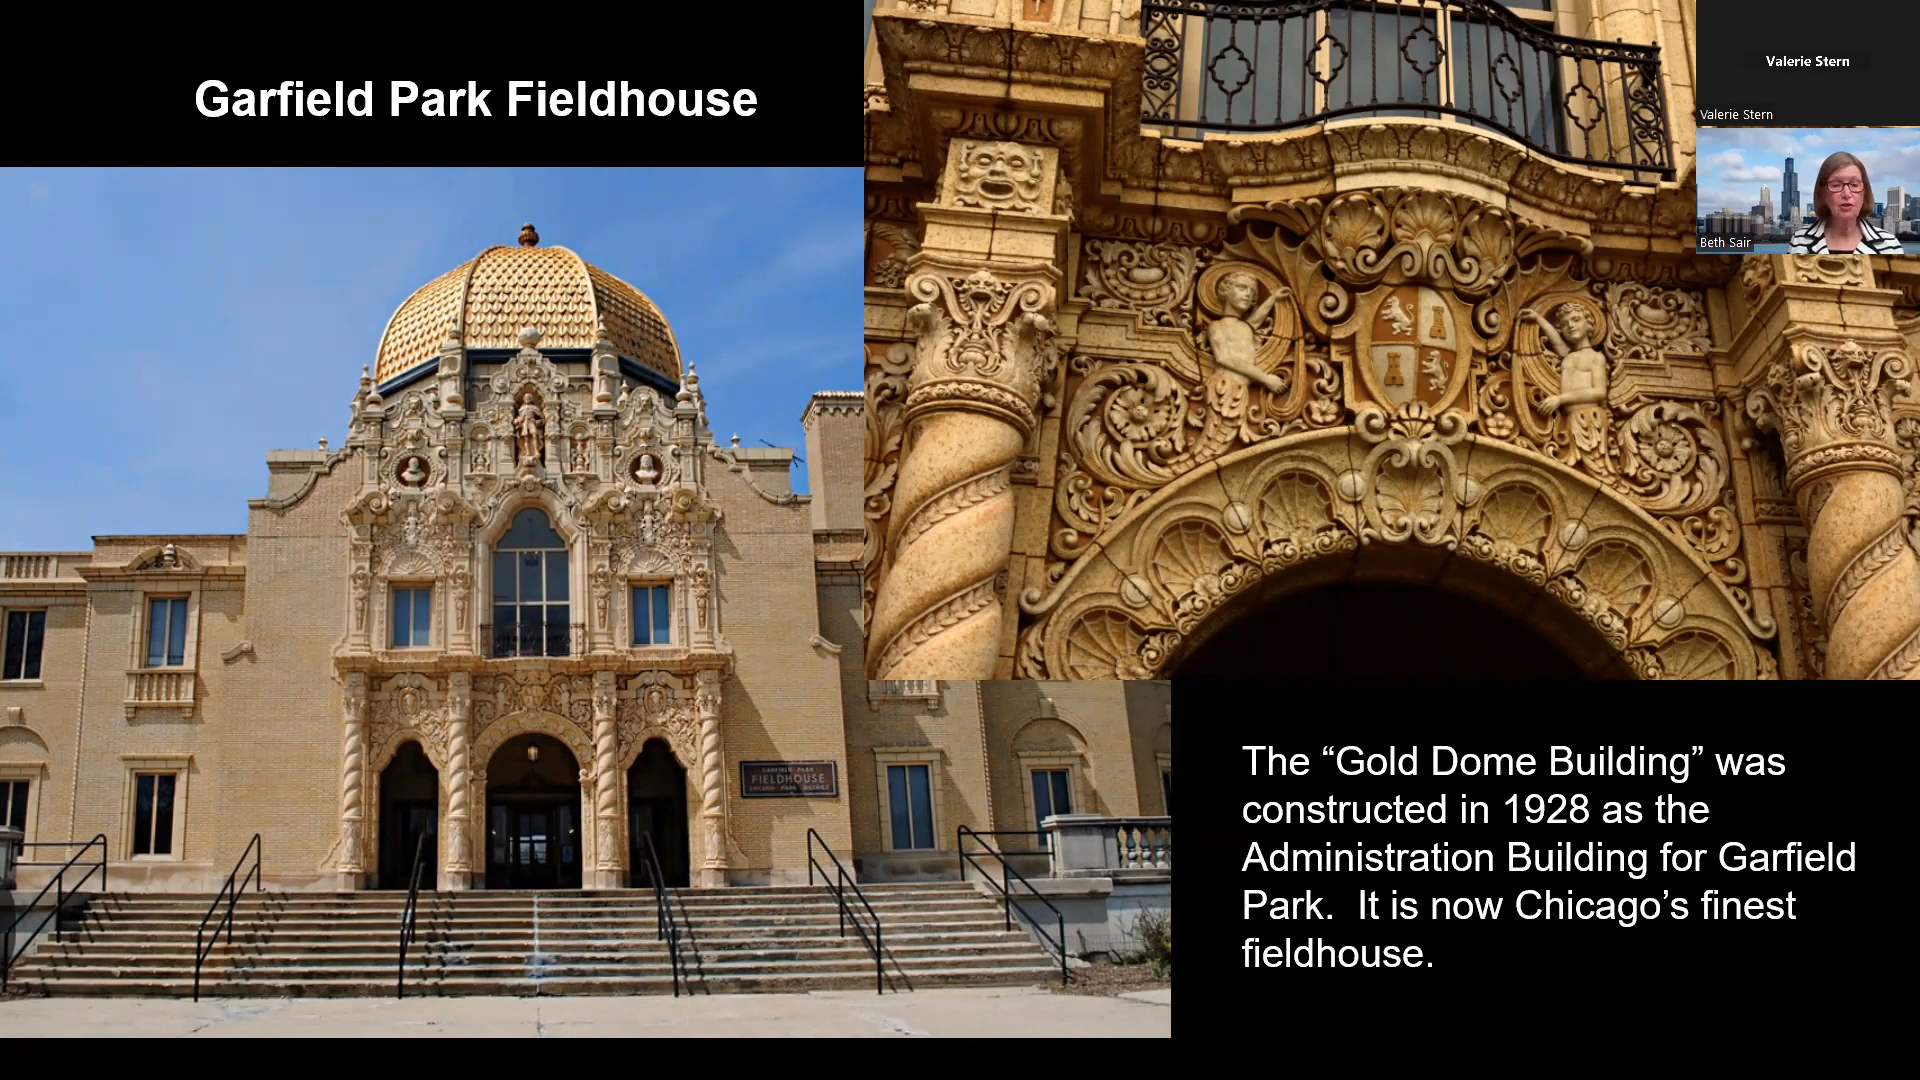 Garfield Park Fieldhouse
Valerie Stern
Valerie Stern
Beth Sair
GARFIELD PARK
FIELDHOUSE
CHICAGO PARK DISTRICT
The “Gold Dome Building” was
constructed in 1928 as the
Administration Building for Garfield
Park.  It is now Chicago’s finest
fieldhouse.